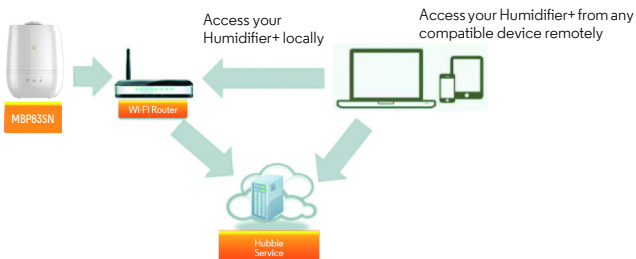 Access your
Humidifier+ locally
Access your Humidifier+ from any
compatible device remotely
MBP83SN
Wi-Fi Router
Hubble
Service